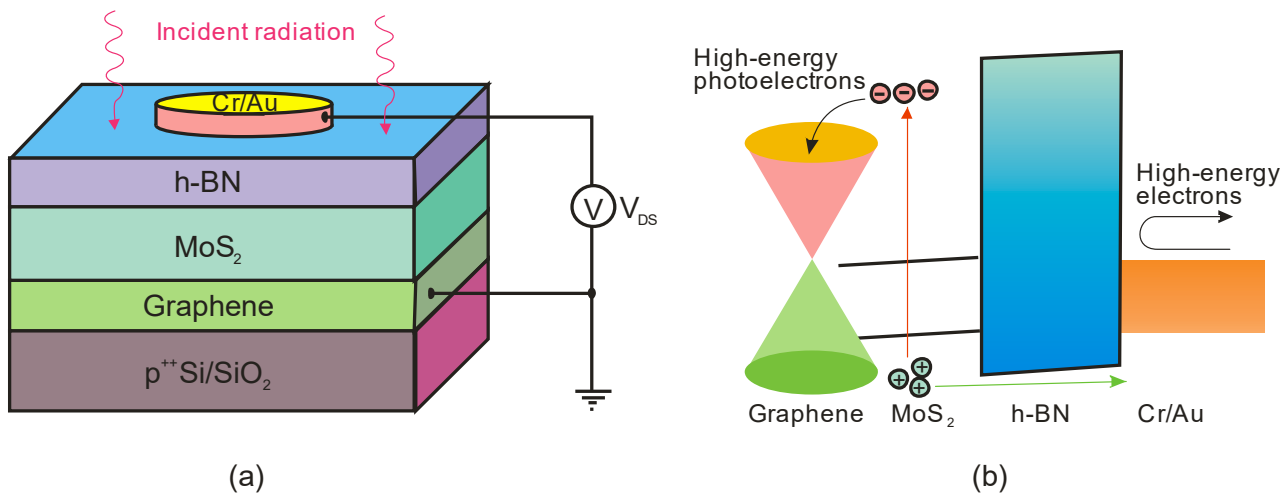 Incident radiation
Cr/Au
h-BN
MoS₂
Graphene
p⁺⁺Si/SiO₂
V
V_DS
(a)
High-energy
photoelectrons
− − −
High-energy
electrons
+ + +
Graphene
MoS₂
h-BN
Cr/Au
(b)